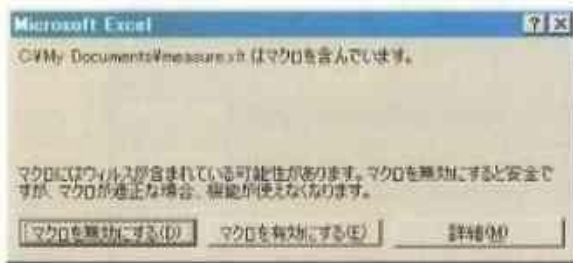 Microsoft Excel
C:¥My Documents¥measure.xlt はマクロを含んでいます。
マクロにはウィルスが含まれている可能性があります。マクロを無効にすると安全で
すが、マクロが適正な場合、機能が使えなくなります。
マクロを無効にする(D) マクロを有効にする(E) 詳細(M)